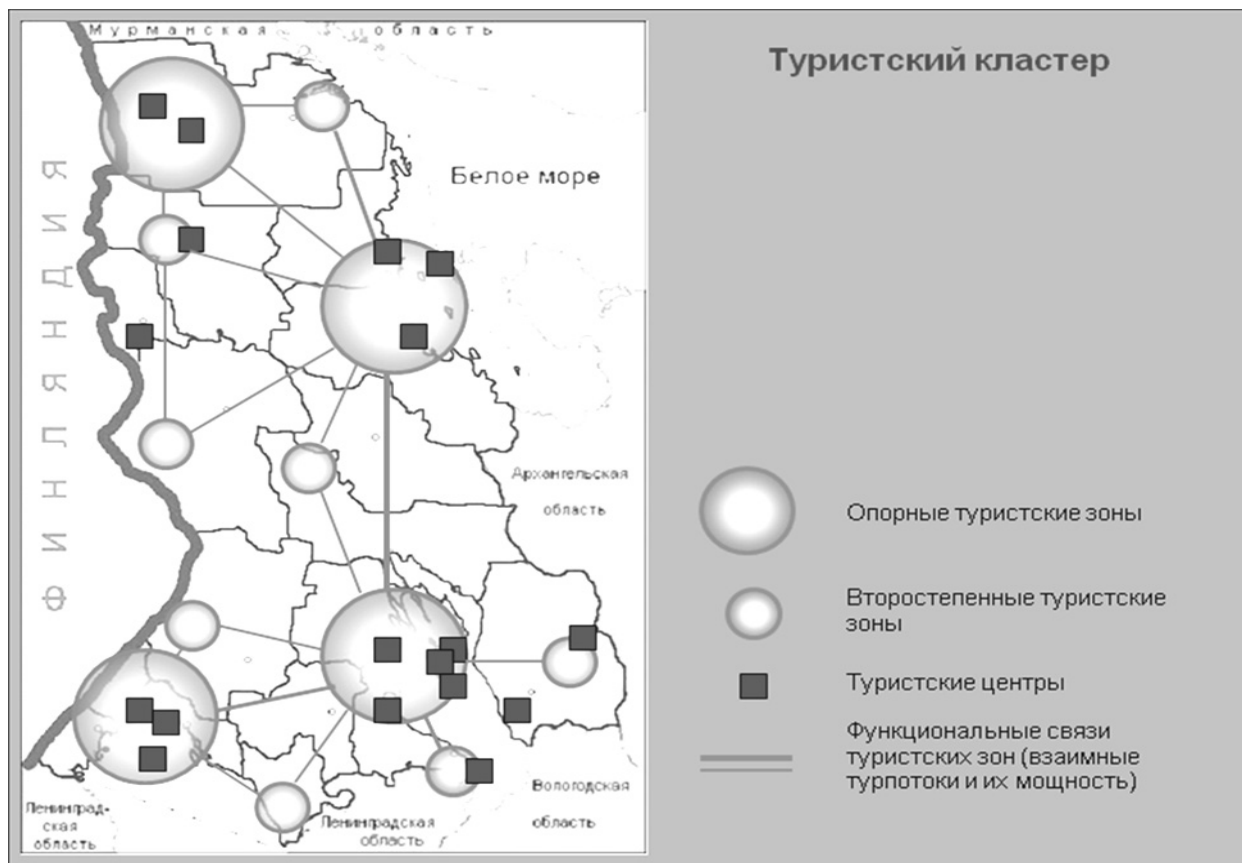 Мурманская область
Туристский кластер
Белое море
ФИНЛЯНДИЯ
Архангельская
область
Вологодская
область
Ленинград-
ская
область
Ленинградская
область
Опорные туристские зоны
Второстепенные туристские
зоны
Туристские центры
Функциональные связи
туристских зон (взаимные
турпотоки и их мощность)